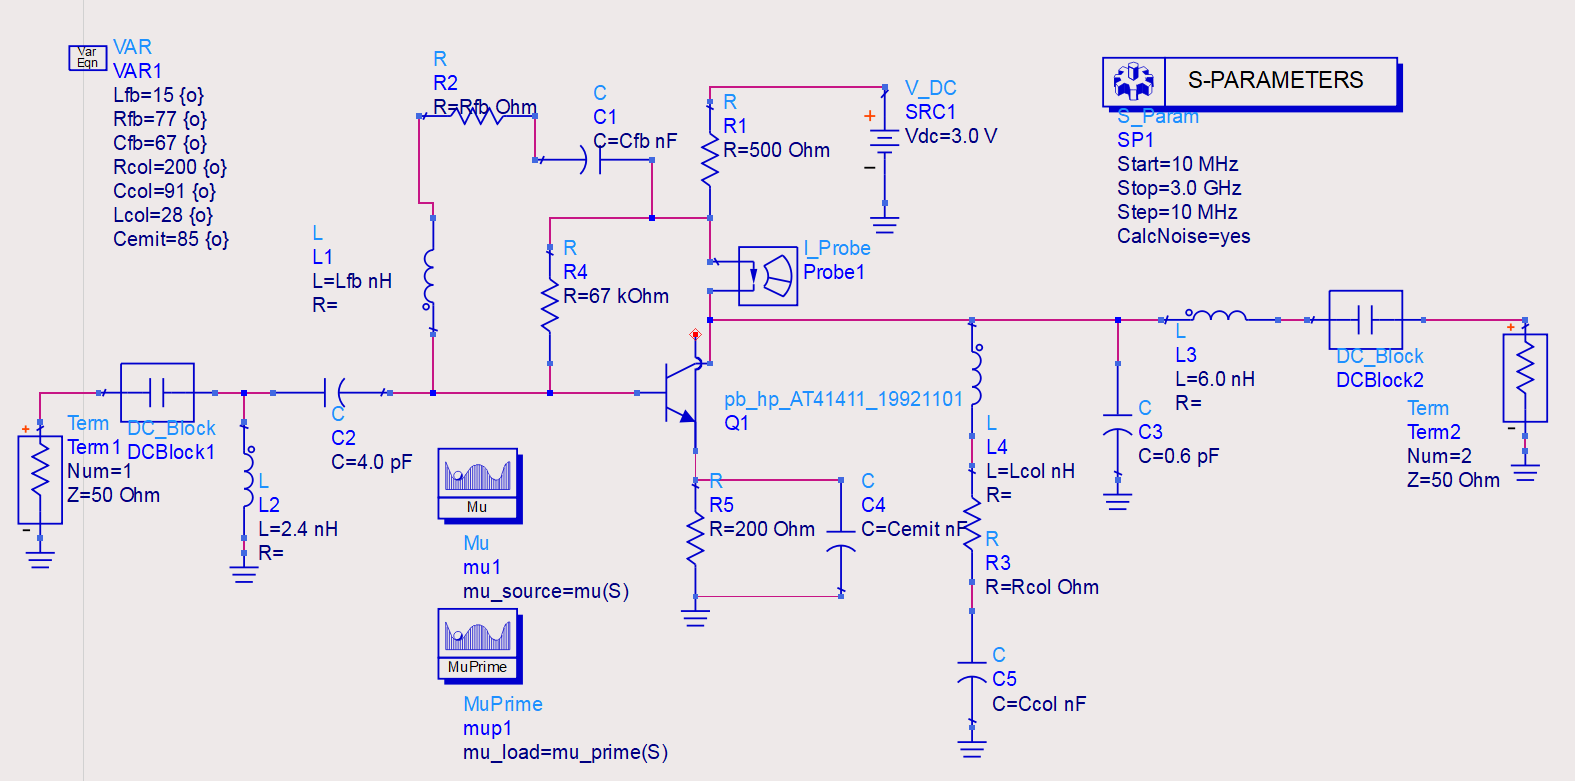 Var
Eqn
VAR
VAR1
Lfb=15 {o}
Rfb=77 {o}
Cfb=67 {o}
Rcol=200 {o}
Ccol=91 {o}
Lcol=28 {o}
Cemit=85 {o}
R
R2
R=Rfb Ohm
C
C1
C=Cfb nF
R
R1
R=500 Ohm
V_DC
SRC1
Vdc=3.0 V
+
−
S-PARAMETERS
S_Param
SP1
Start=10 MHz
Stop=3.0 GHz
Step=10 MHz
CalcNoise=yes
L
L1
L=Lfb nH
R=
R
R4
R=67 kOhm
I_Probe
Probe1
+
Term
Term1
Num=1
Z=50 Ohm
-
DC_Block
DCBlock1
L
L2
L=2.4 nH
R=
C
C2
C=4.0 pF
pb_hp_AT41411_19921101
Q1
Mu
Mu
mu1
mu_source=mu(S)
MuPrime
MuPrime
mup1
mu_load=mu_prime(S)
R
R5
R=200 Ohm
C
C4
C=Cemit nF
L
L4
L=Lcol nH
R=
R
R3
R=Rcol Ohm
C
C5
C=Ccol nF
C
C3
C=0.6 pF
L
L3
L=6.0 nH
R=
DC_Block
DCBlock2
+
Term
Term2
Num=2
Z=50 Ohm
-